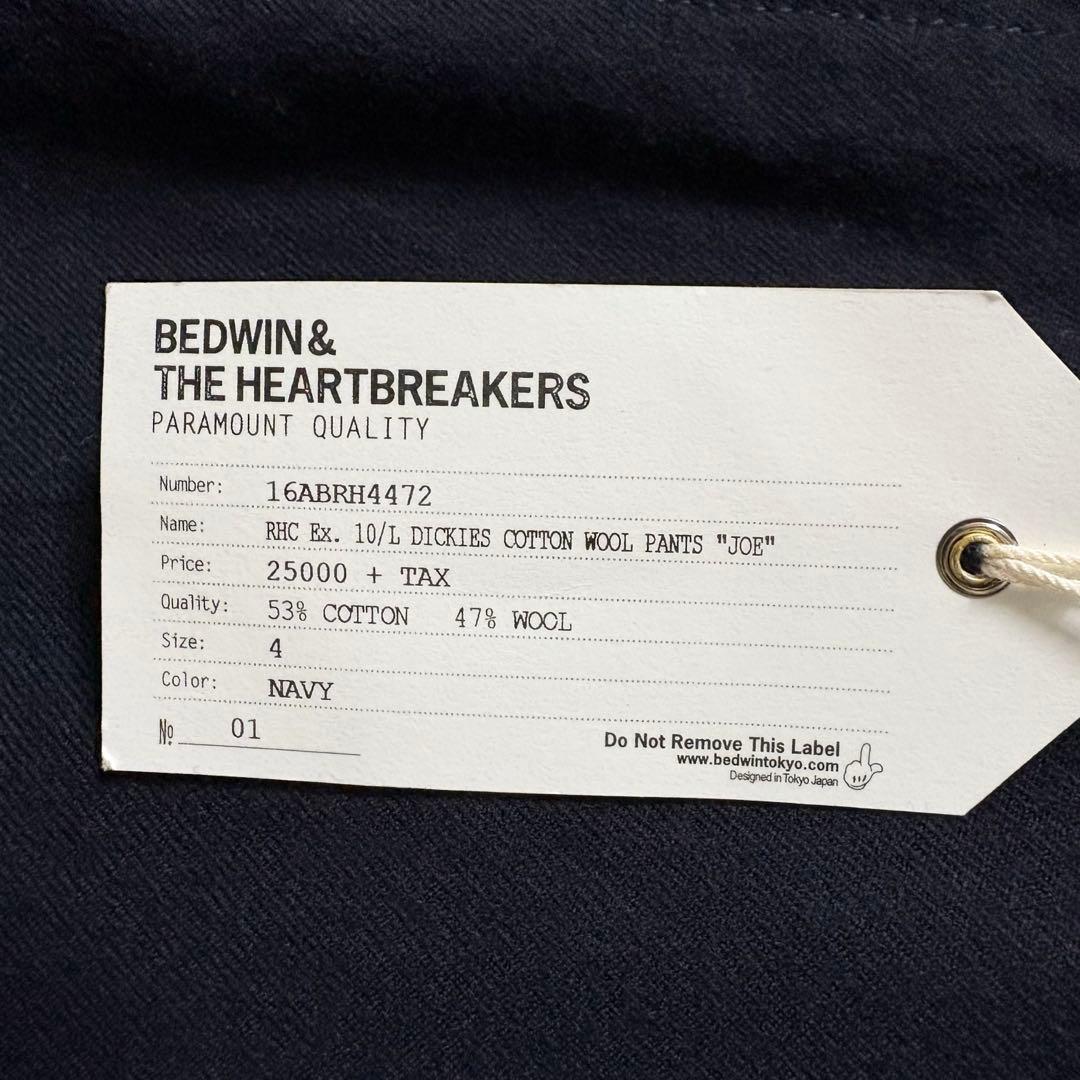 BEDWIN&
THE HEARTBREAKERS
PARAMOUNT QUALITY
Number: 16ABRH4472
Name: RHC Ex. 10/L DICKIES COTTON WOOL PANTS "JOE"
Price: 25000 + TAX
Quality: 53% COTTON 47% WOOL
Size: 4
Color: NAVY
№ 01
Do Not Remove This Label
www.bedwintokyo.com
Designed in Tokyo Japan